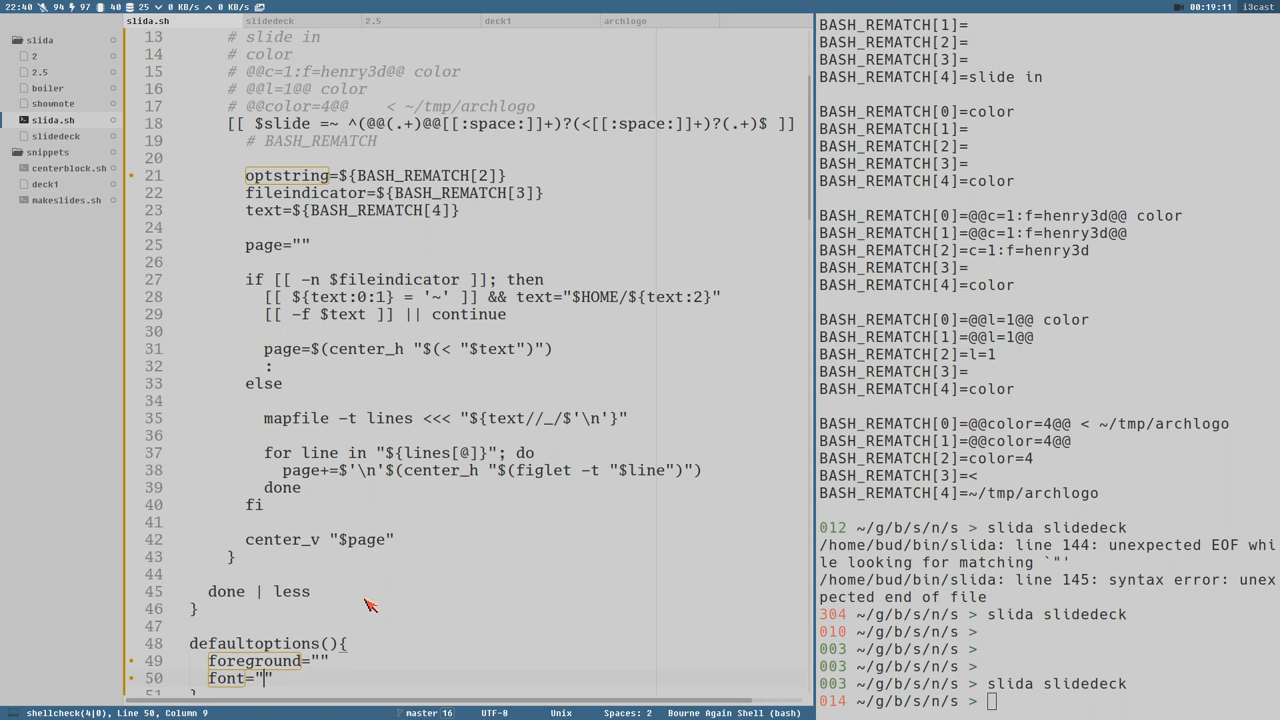 22:40 94 97 40 25 0 KB/s 0 KB/s
00:19:11 i3cast
slida
2
2.5
boiler
shownote
slida.sh
slidedeck
snippets
centerblock.sh
deck1
makeslides.sh
slida.sh slidedeck 2.5 deck1 archlogo
13 # slide in
14 # color
15 # @@c=1:f=henry3d@@ color
16 # @@l=1@@ color
17 # @@color=4@@    < ~/tmp/archlogo
18 [[ $slide =~ ^(@@(.+)@@[[:space:]]+)?(<[[:space:]]+)?(.+)$ ]]
19 # BASH_REMATCH
20
21 optstring=${BASH_REMATCH[2]}
22 fileindicator=${BASH_REMATCH[3]}
23 text=${BASH_REMATCH[4]}
24
25 page=""
26
27 if [[ -n $fileindicator ]]; then
28 [[ ${text:0:1} = '~' ]] && text="$HOME/${text:2}"
29 [[ -f $text ]] || continue
30
31 page=$(center_h "$(< "$text")")
32 :
33 else
34
35 mapfile -t lines <<< "${text//_/$'\n'}"
36
37 for line in "${lines[@]}"; do
38 page+=$'\n'$(center_h "$(figlet -t "$line")")
39 done
40 fi
41
42 center_v "$page"
43 }
44
45 done | less
46 }
47
48 defaultoptions(){
49 foreground=""
50 font=""
shellcheck(4|0), Line 50, Column 9 master 16 UTF-8 Unix Spaces: 2 Bourne Again Shell (bash)
BASH_REMATCH[1]=
BASH_REMATCH[2]=
BASH_REMATCH[3]=
BASH_REMATCH[4]=slide in
BASH_REMATCH[0]=color
BASH_REMATCH[1]=
BASH_REMATCH[2]=
BASH_REMATCH[3]=
BASH_REMATCH[4]=color
BASH_REMATCH[0]=@@c=1:f=henry3d@@ color
BASH_REMATCH[1]=@@c=1:f=henry3d@@
BASH_REMATCH[2]=c=1:f=henry3d
BASH_REMATCH[3]=
BASH_REMATCH[4]=color
BASH_REMATCH[0]=@@l=1@@ color
BASH_REMATCH[1]=@@l=1@@
BASH_REMATCH[2]=l=1
BASH_REMATCH[3]=
BASH_REMATCH[4]=color
BASH_REMATCH[0]=@@color=4@@ < ~/tmp/archlogo
BASH_REMATCH[1]=@@color=4@@
BASH_REMATCH[2]=color=4
BASH_REMATCH[3]=<
BASH_REMATCH[4]=~/tmp/archlogo
012 ~/g/b/s/n/s > slida slidedeck
/home/bud/bin/slida: line 144: unexpected EOF whi
le looking for matching `"'
/home/bud/bin/slida: line 145: syntax error: unex
pected end of file
304 ~/g/b/s/n/s > slida slidedeck
010 ~/g/b/s/n/s >
003 ~/g/b/s/n/s >
003 ~/g/b/s/n/s >
003 ~/g/b/s/n/s > slida slidedeck
014 ~/g/b/s/n/s >